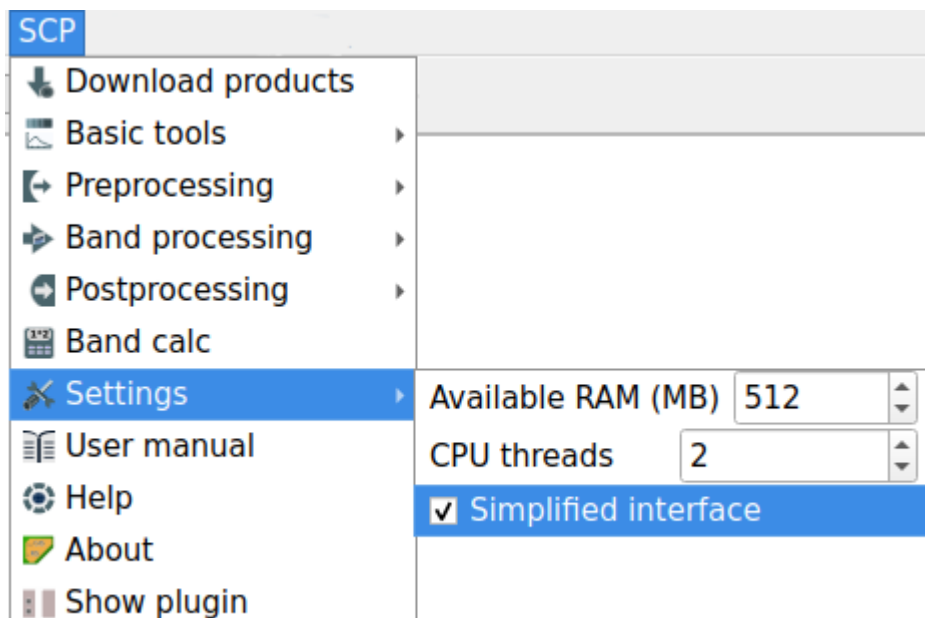 SCP
Download products
Basic tools
Preprocessing
Band processing
Postprocessing
Band calc
Settings
Available RAM (MB) 512
CPU threads 2
Simplified interface
User manual
Help
About
Show plugin